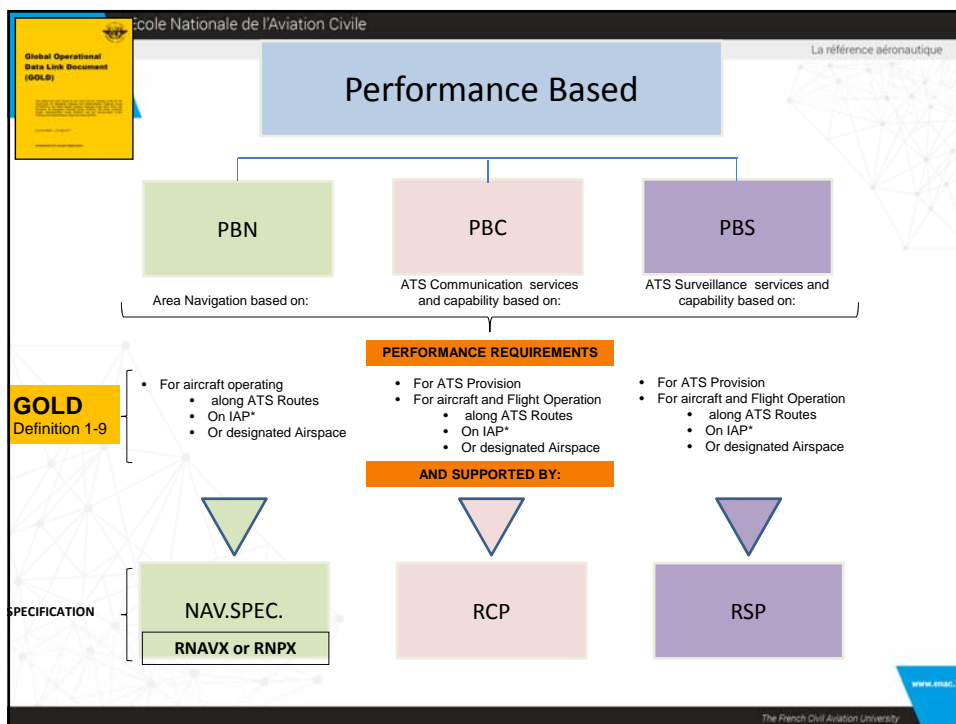 Ecole Nationale de l'Aviation Civile
La référence aéronautique
Global Operational
Data Link Document
(GOLD)
Performance Based
PBN
PBC
PBS
Area Navigation based on:
ATS Communication services
and capability based on:
ATS Surveillance services and
capability based on:
PERFORMANCE REQUIREMENTS
GOLD
Definition 1-9
• For aircraft operating
• along ATS Routes
• On IAP*
• Or designated Airspace
• For ATS Provision
• For aircraft and Flight Operation
• along ATS Routes
• On IAP*
• Or designated Airspace
• For ATS Provision
• For aircraft and Flight Operation
• along ATS Routes
• On IAP*
• Or designated Airspace
AND SUPPORTED BY:
SPECIFICATION
NAV.SPEC.
RNAVX or RNPX
RCP
RSP
www.enac.
The French Civil Aviation University